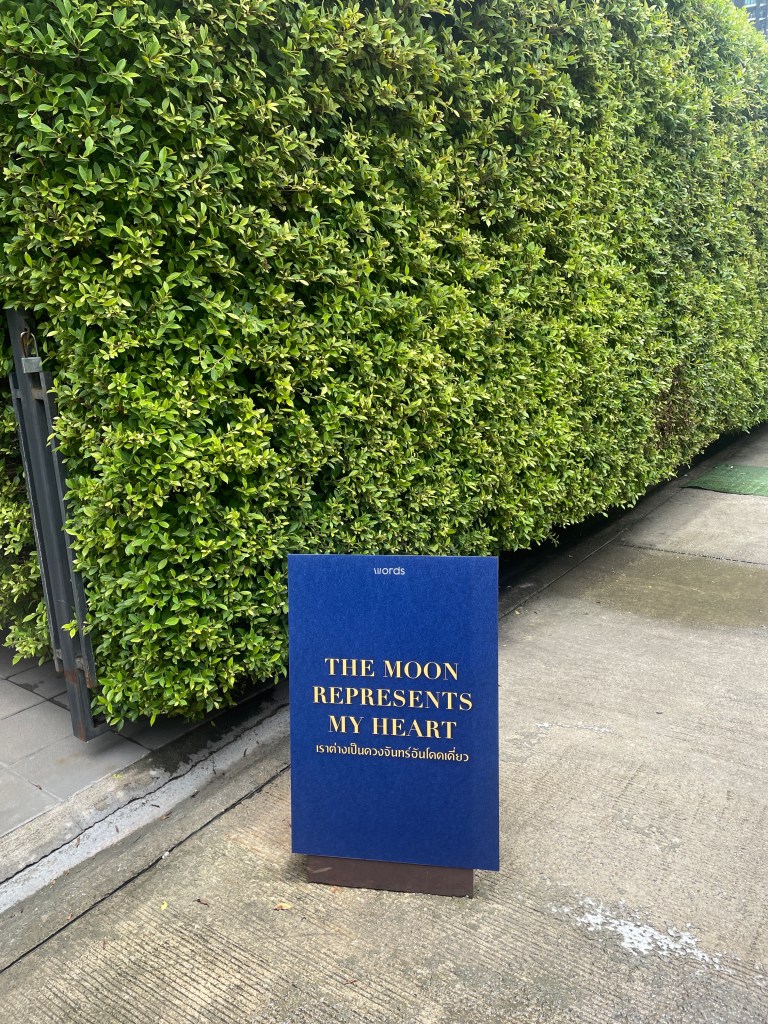 words
THE MOON
REPRESENTS
MY HEART
เราต่างเป็นดวงจันทร์อันโดดเดี่ยว